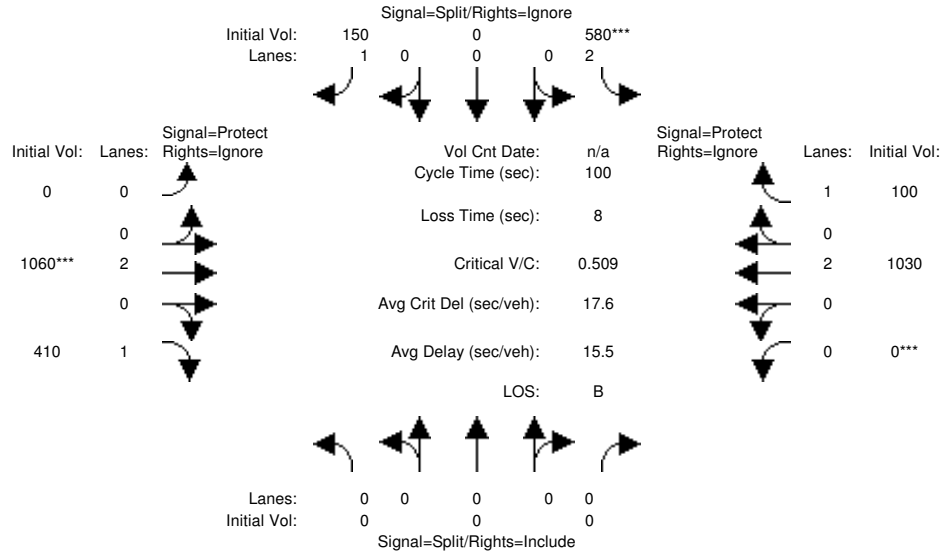 Signal=Split/Rights=Ignore
Initial Vol: 150 0 580***
Lanes: 1 0 0 0 2
Signal=Protect
Initial Vol: Lanes: Rights=Ignore
Vol Cnt Date: n/a
Signal=Protect
Rights=Ignore Lanes: Initial Vol:
Cycle Time (sec): 100
0 0
1 100
Loss Time (sec): 8
0
0
1060*** 2
Critical V/C: 0.509
2 1030
0
Avg Crit Del (sec/veh): 17.6
0
410 1
Avg Delay (sec/veh): 15.5
0 0***
LOS: B
Lanes: 0 0 0 0 0
Initial Vol: 0 0 0
Signal=Split/Rights=Include